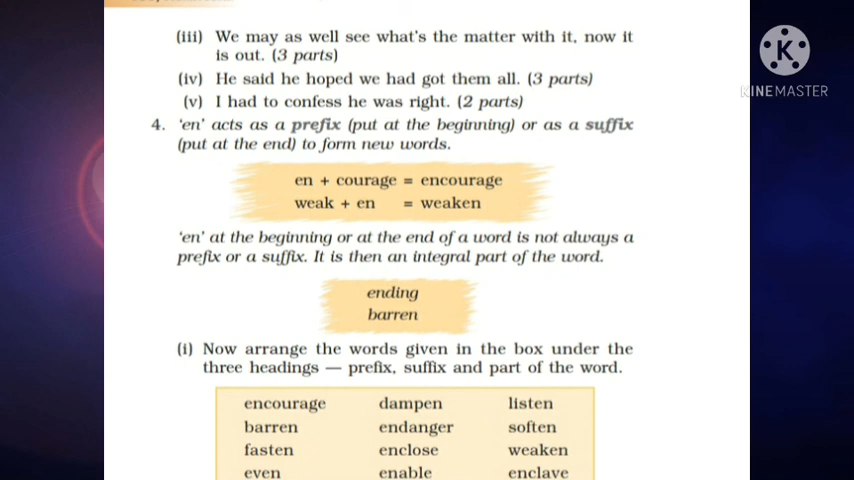 (iii) We may as well see what's the matter with it, now it
is out. (3 parts)
(iv) He said he hoped we had got them all. (3 parts)
(v) I had to confess he was right. (2 parts)
4. 'en' acts as a prefix (put at the beginning) or as a suffix
(put at the end) to form new words.
en + courage = encourage
weak + en = weaken
'en' at the beginning or at the end of a word is not always a
prefix or a suffix. It is then an integral part of the word.
ending
barren
(i) Now arrange the words given in the box under the
three headings — prefix, suffix and part of the word.
encourage dampen listen
barren endanger soften
fasten enclose weaken
even enable enclave
K
KINEMASTER